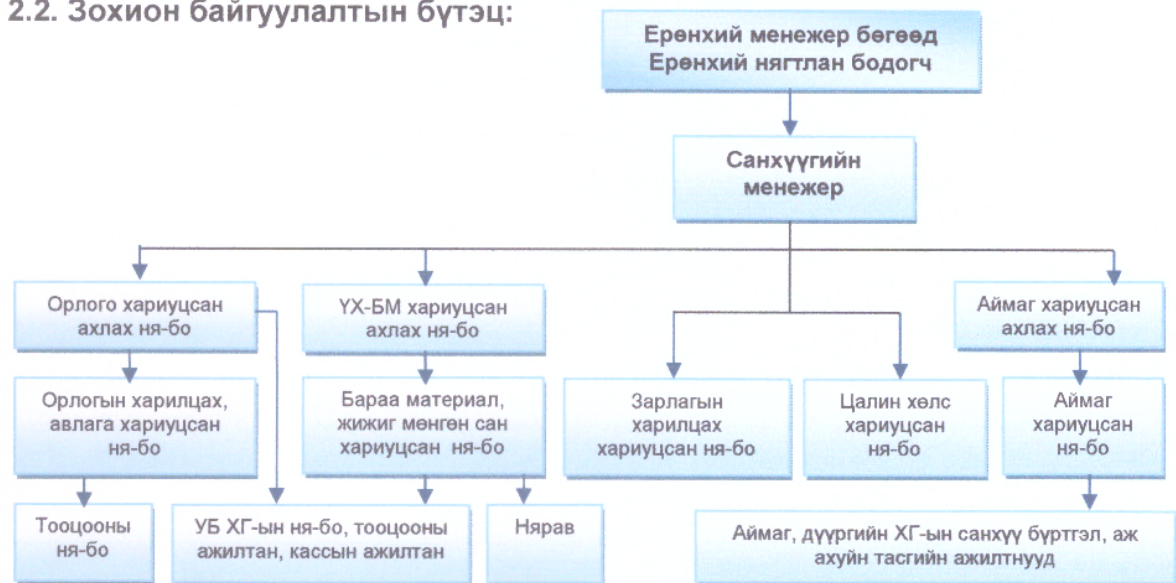 2.2. Зохион байгуулалтын бүтэц:
Ерөнхий менежер бөгөөд
Ерөнхий нягтлан бодогч
Санхүүгийн
менежер
Орлого хариуцсан
ахлах ня-бо
ҮХ-БМ хариуцсан
ахлах ня-бо
Аймаг хариуцсан
ахлах ня-бо
Орлогын харилцах,
авлага хариуцсан
ня-бо
Бараа материал,
жижиг мөнгөн сан
хариуцсан ня-бо
Зарлагын
харилцах
хариуцсан ня-бо
Цалин хөлс
хариуцсан
ня-бо
Аймаг
хариуцсан
ня-бо
Тооцооны
ня-бо
УБ ХГ-ын ня-бо, тооцооны
ажилтан, кассын ажилтан
Нярав
Аймаг, дүүргийн ХГ-ын санхүү бүртгэл, аж
ахуйн тасгийн ажилтнууд